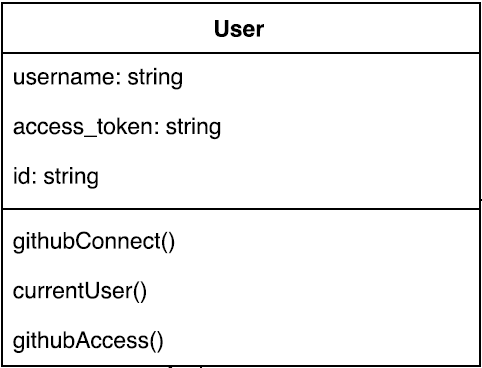 User
username: string
access_token: string
id: string
githubConnect()
currentUser()
githubAccess()